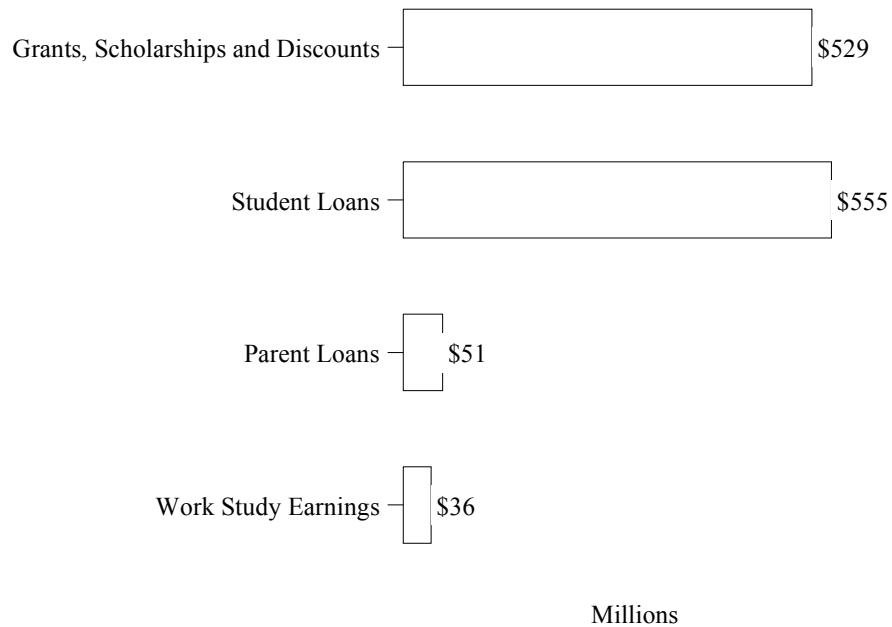 Grants, Scholarships and Discounts $529
Student Loans $555
Parent Loans $51
Work Study Earnings $36
Millions